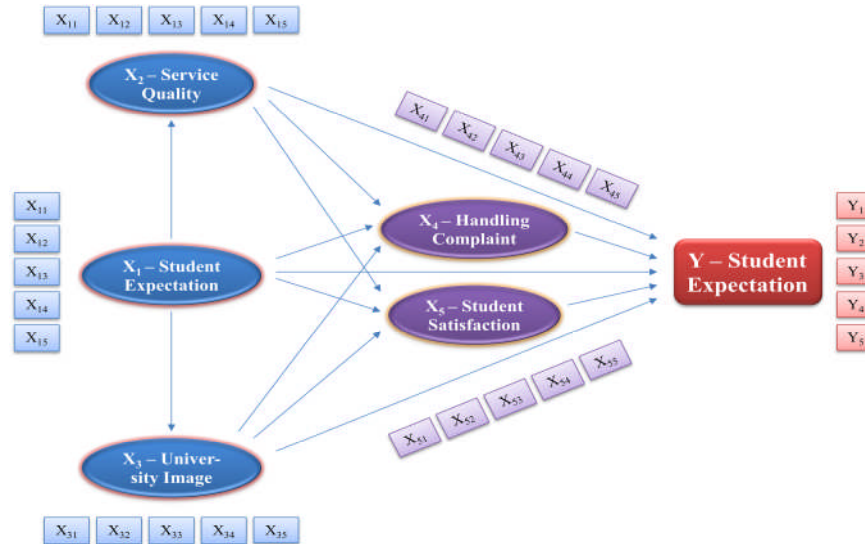 X11 X12 X13 X14 X15
X2 – Service
Quality
X41
X42
X43
X44
X45
X11
X12
X13
X14
X15
X4 – Handling
Complaint
X1 – Student
Expectation
Y – Student
Expectation
Y1
Y2
Y3
Y4
Y5
X5 – Student
Satisfaction
X51
X52
X53
X54
X55
X3 – Univer-
sity Image
X31 X32 X33 X34 X35